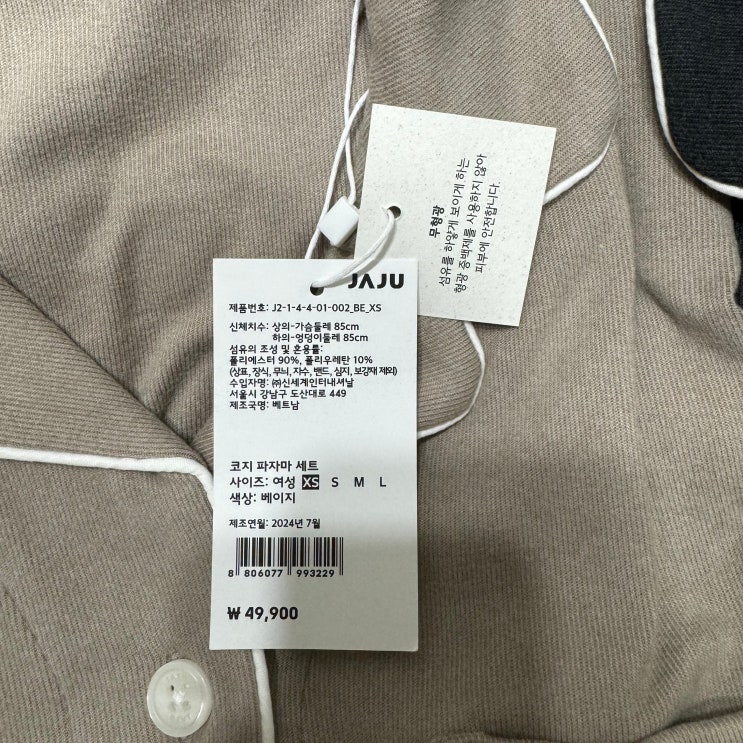 무형광
섬유를 하얗게 보이게 하는
형광 증백제를 사용하지 않아
피부에 안전합니다.
JAJU
제품번호: J2-1-4-4-01-002_BE_XS
신체치수: 상의-가슴둘레 85cm
하의-엉덩이둘레 85cm
섬유의 조성 및 혼용률:
폴리에스터 90%, 폴리우레탄 10%
(상표, 장식, 무늬, 자수, 밴드, 심지, 보강재 제외)
수입자명: ㈜신세계인터내셔날
서울시 강남구 도산대로 449
제조국명: 베트남
코지 파자마 세트
사이즈: 여성 XS S M L
색상: 베이지
제조연월: 2024년 7월
8 806077 993229
₩ 49,900